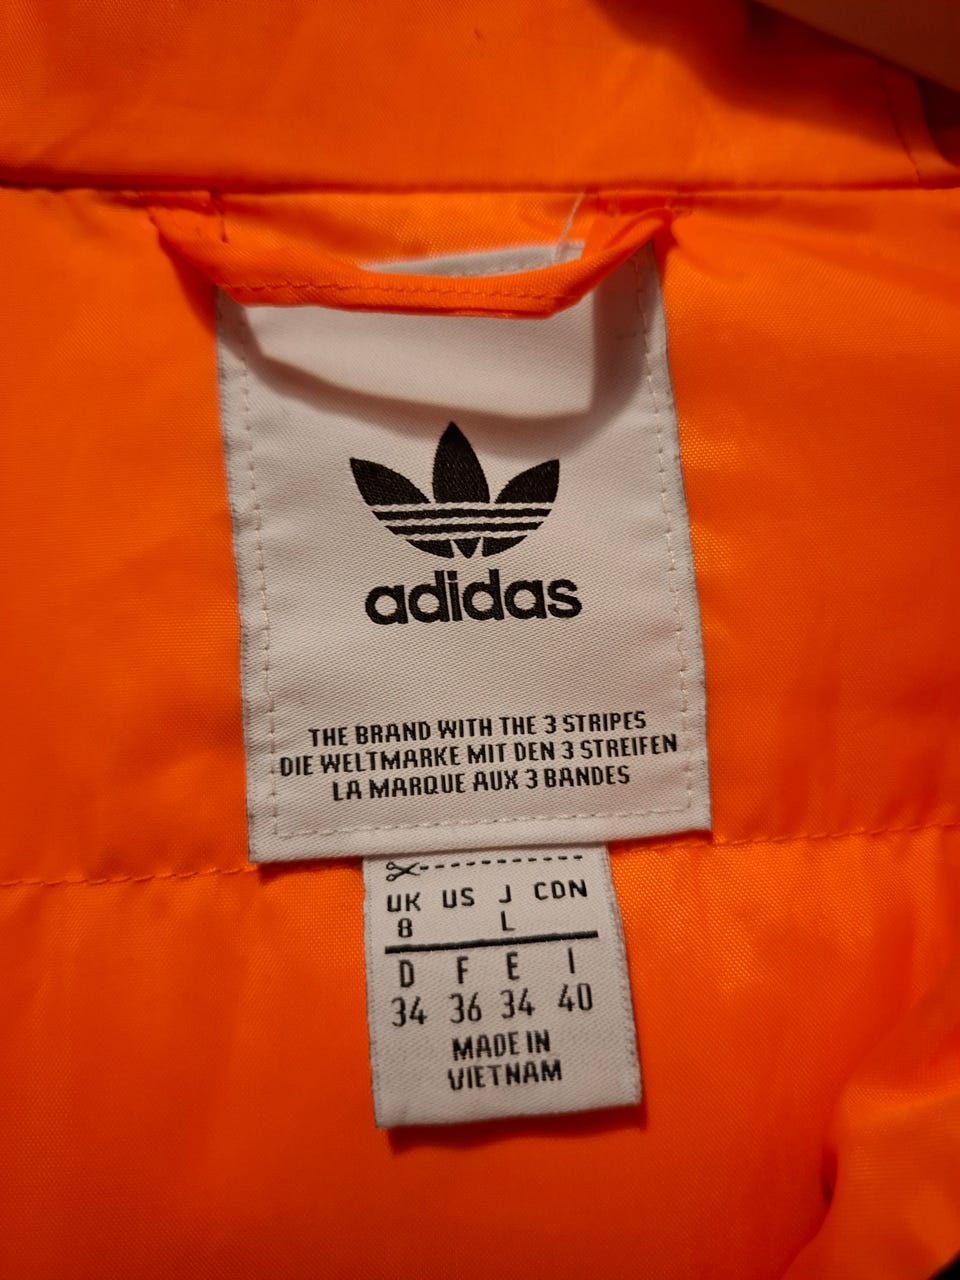 adidas
THE BRAND WITH THE 3 STRIPES
DIE WELTMARKE MIT DEN 3 STREIFEN
LA MARQUE AUX 3 BANDES
UK US J CDN
8 L
D F E I
34 36 34 40
MADE IN
VIETNAM